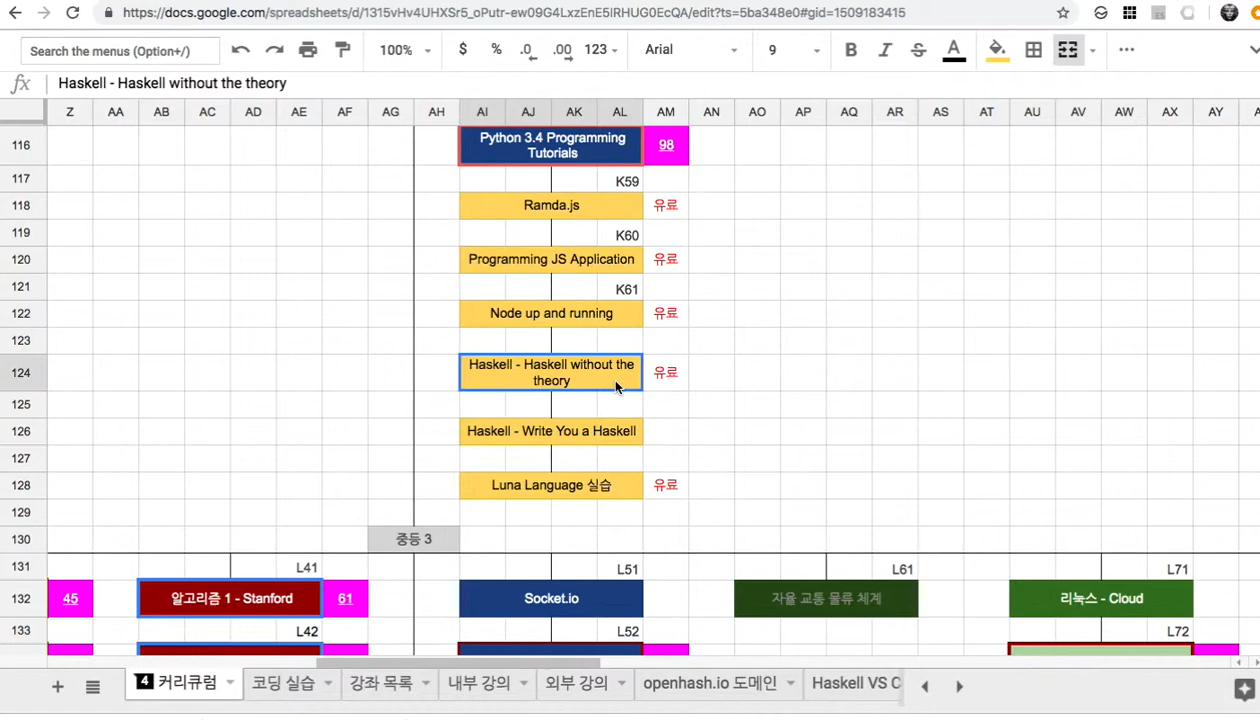 https://docs.google.com/spreadsheets/d/1315vHv4UHXSr5_oPutr-ew09G4LxzEnE5lRHUG0EcQA/edit?ts=5ba348e0#gid=1509183415
Search the menus (Option+/) 100% $ % .0 .00 123 Arial 9 B I S A
fx Haskell - Haskell without the theory
Z AA AB AC AD AE AF AG AH AI AJ AK AL AM AN AO AP AQ AR AS AT AU AV AW AX AY
116 Python 3.4 Programming 98
Tutorials
117 K59
118 Ramda.js 유료
119 K60
120 Programming JS Application 유료
121 K61
122 Node up and running 유료
123
124 Haskell - Haskell without the 유료
theory
125
126 Haskell - Write You a Haskell
127
128 Luna Language 실습 유료
129
130 중등 3
131 L41 L51 L61 L71
132 45 알고리즘 1 - Stanford 61 Socket.io 자율 교통 물류 체계 리눅스 - Cloud
133 L42 L52 L72
4 커리큘럼 코딩 실습 강좌 목록 내부 강의 외부 강의 openhash.io 도메인 Haskell VS C